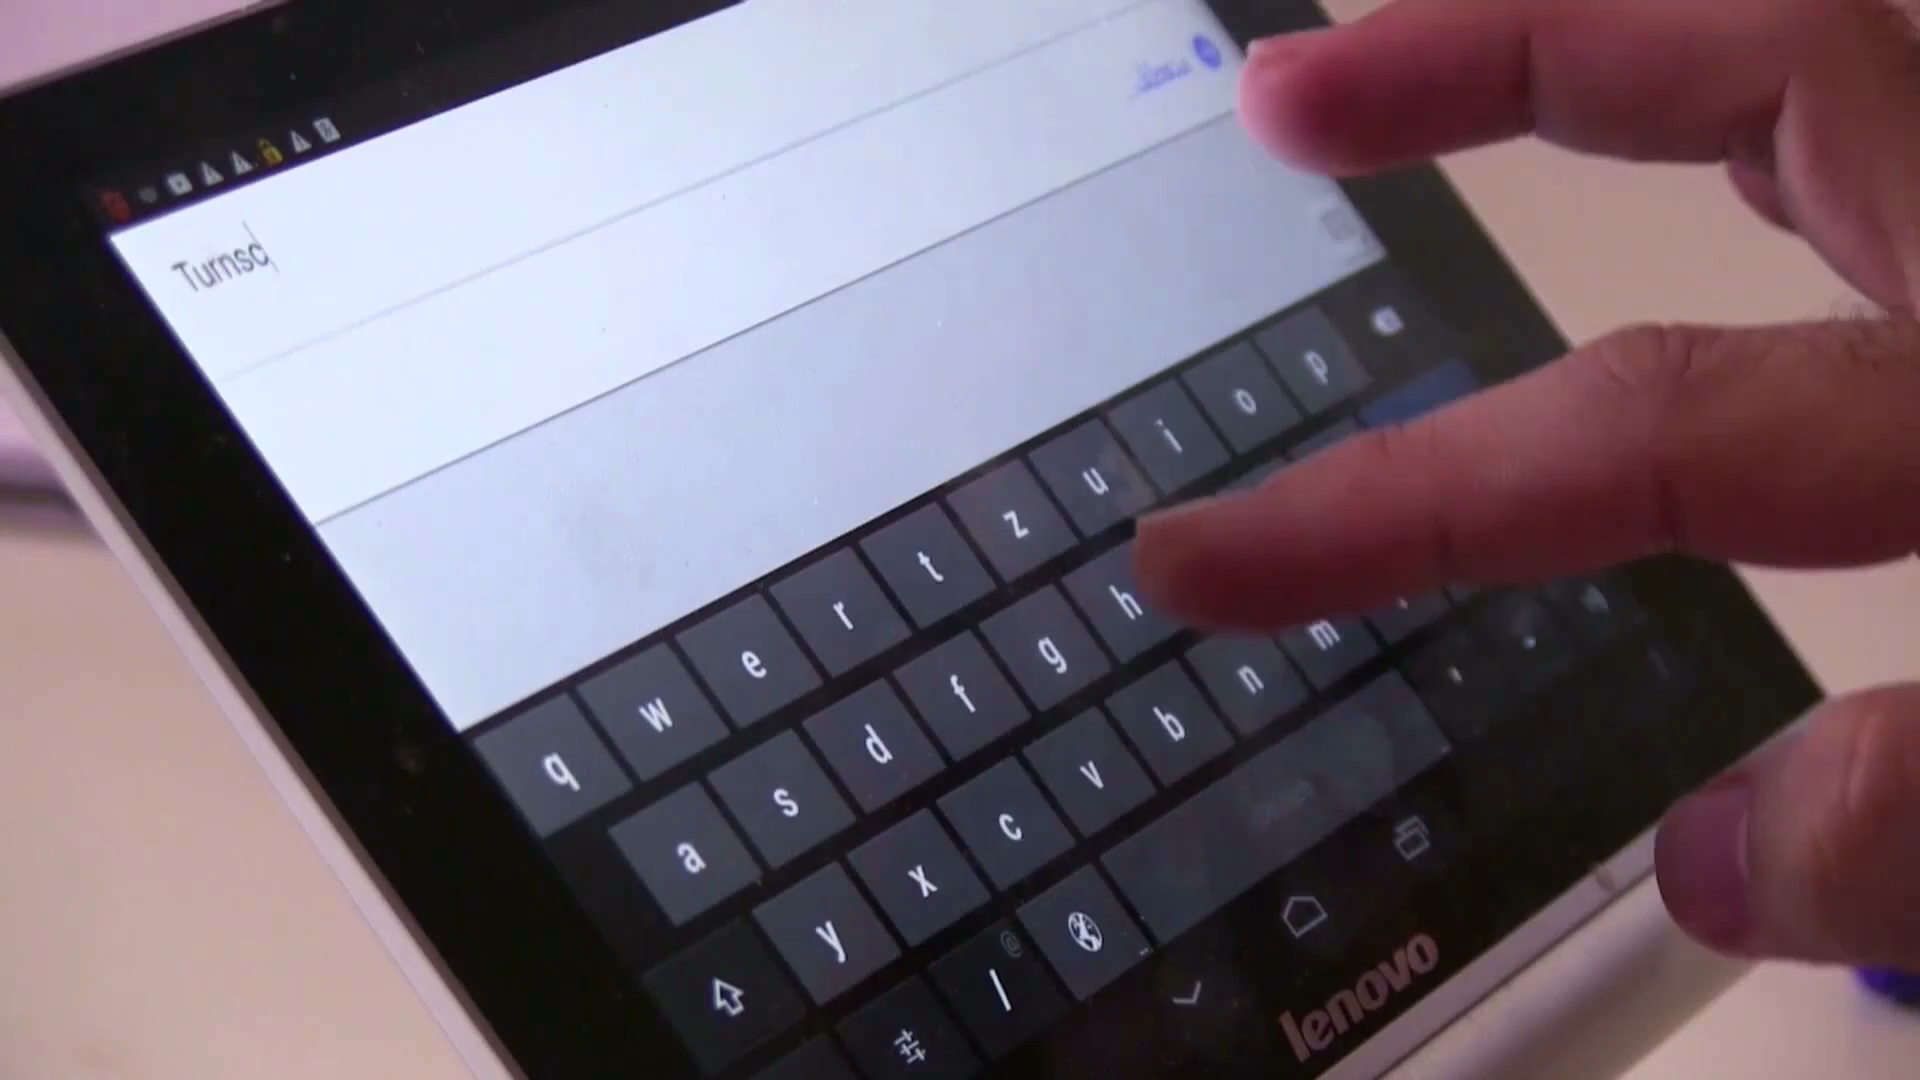 Turnsc
q w e r t z u i o p
a s d f g h
y x c v b n m
lenovo